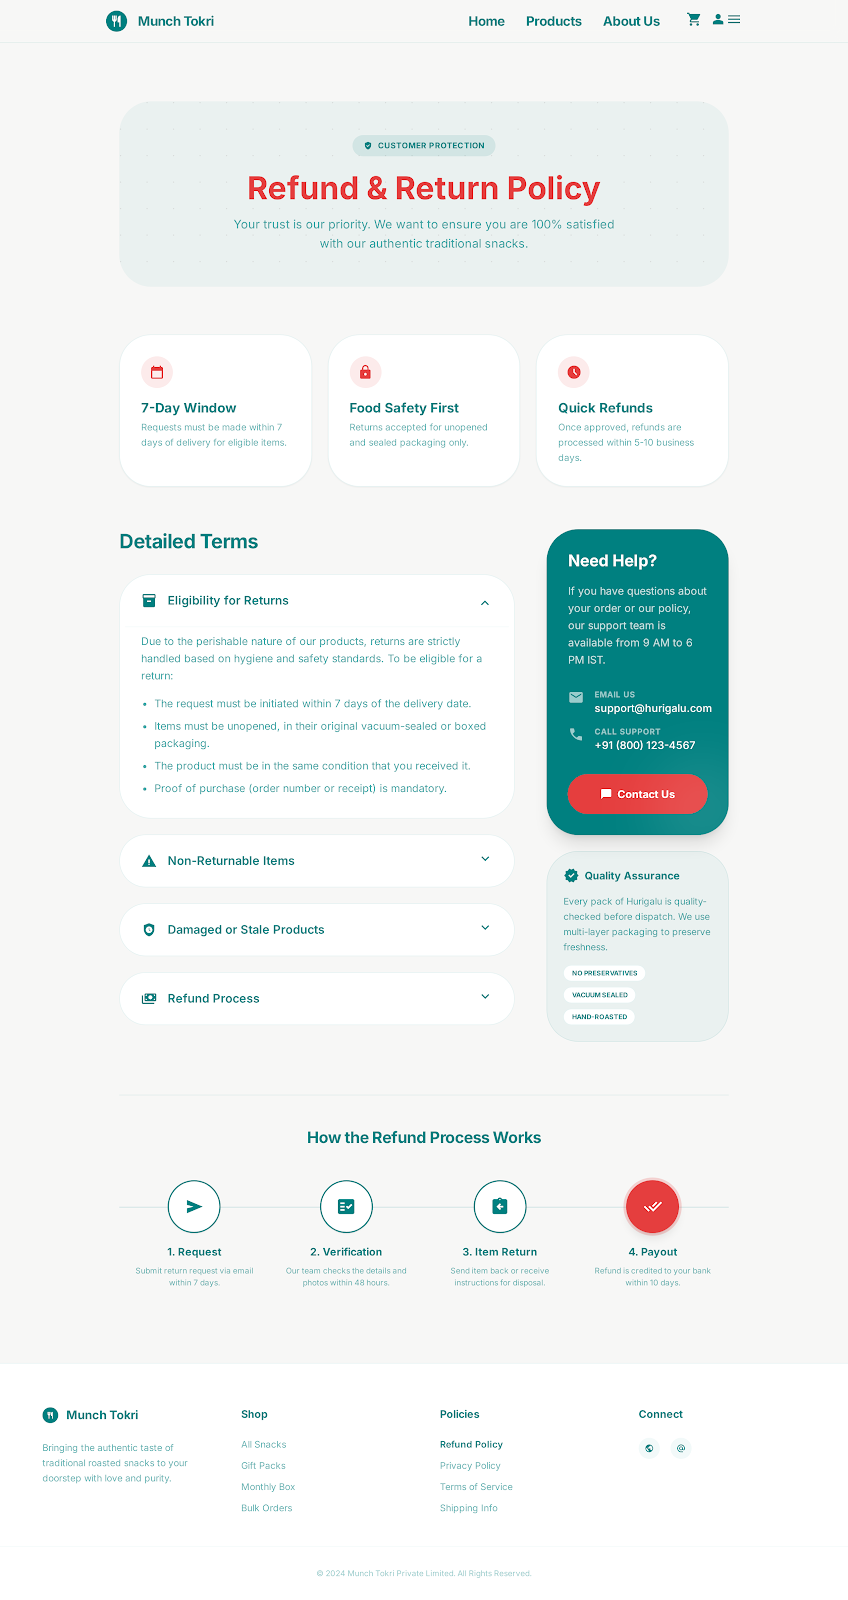 Munch Tokri
Home
Products
About Us
CUSTOMER PROTECTION
Refund & Return Policy
Your trust is our priority. We want to ensure you are 100% satisfied
with our authentic traditional snacks.
7-Day Window
Requests must be made within 7
days of delivery for eligible items.
Food Safety First
Returns accepted for unopened
and sealed packaging only.
Quick Refunds
Once approved, refunds are
processed within 5-10 business
days.
Detailed Terms
Eligibility for Returns
Due to the perishable nature of our products, returns are strictly
handled based on hygiene and safety standards. To be eligible for a
return:
• The request must be initiated within 7 days of the delivery date.
• Items must be unopened, in their original vacuum-sealed or boxed
packaging.
• The product must be in the same condition that you received it.
• Proof of purchase (order number or receipt) is mandatory.
Non-Returnable Items
Damaged or Stale Products
Refund Process
Need Help?
If you have questions about
your order or our policy,
our support team is
available from 9 AM to 6
PM IST.
EMAIL US
support@hurigalu.com
CALL SUPPORT
+91 (800) 123-4567
Contact Us
Quality Assurance
Every pack of Hurigalu is quality-
checked before dispatch. We use
multi-layer packaging to preserve
freshness.
NO PRESERVATIVES
VACUUM SEALED
HAND-ROASTED
How the Refund Process Works
1. Request
Submit return request via email
within 7 days.
2. Verification
Our team checks the details and
photos within 48 hours.
3. Item Return
Send item back or receive
instructions for disposal.
4. Payout
Refund is credited to your bank
within 10 days.
Munch Tokri
Bringing the authentic taste of
traditional roasted snacks to your
doorstep with love and purity.
Shop
All Snacks
Gift Packs
Monthly Box
Bulk Orders
Policies
Refund Policy
Privacy Policy
Terms of Service
Shipping Info
Connect
© 2024 Munch Tokri Private Limited. All Rights Reserved.